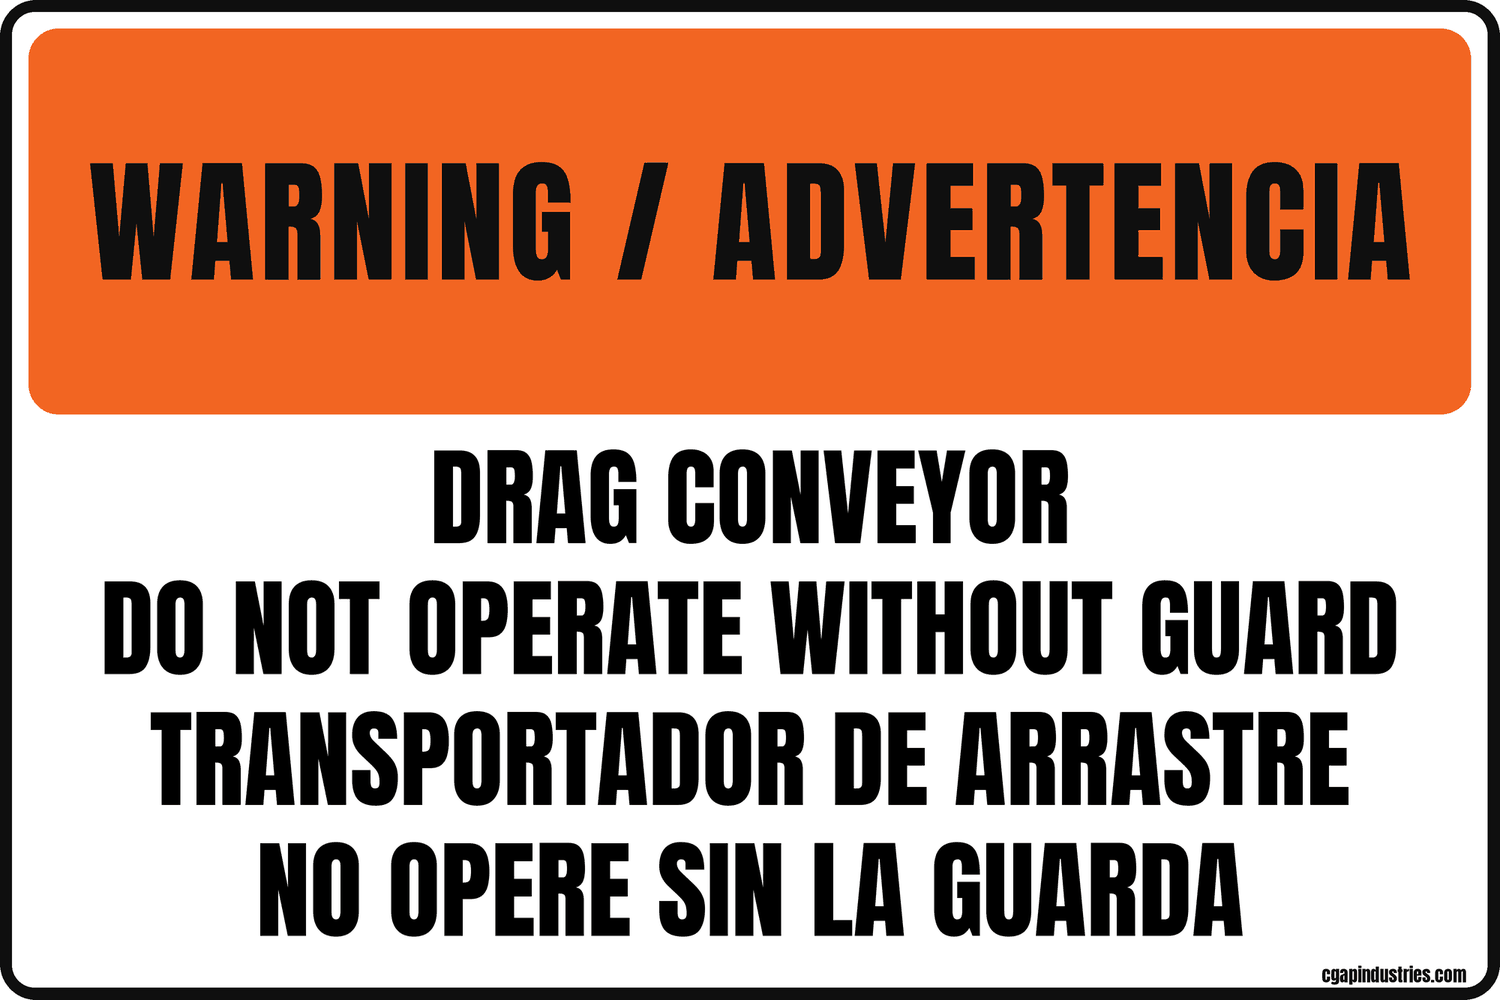 WARNING / ADVERTENCIA
DRAG CONVEYOR
DO NOT OPERATE WITHOUT GUARD
TRANSPORTADOR DE ARRASTRE
NO OPERE SIN LA GUARDA
cgapindustries.com